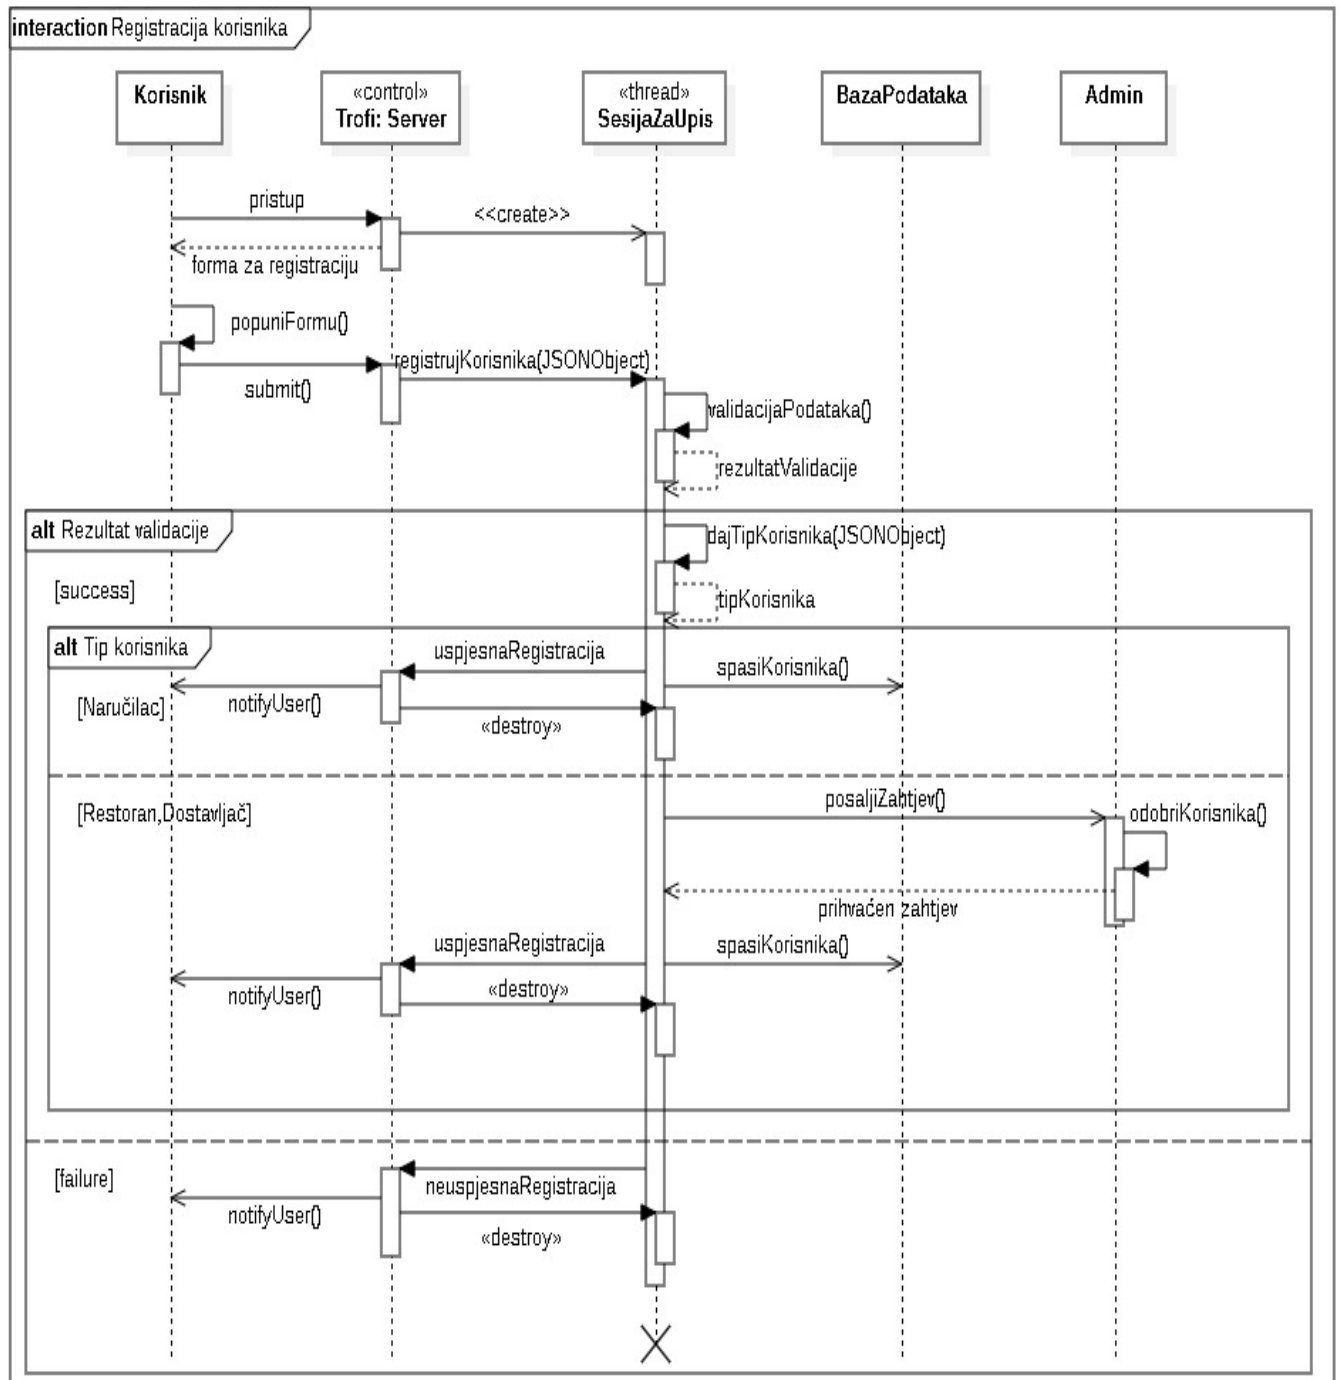 interaction Registracija korisnika
Korisnik
«control»
Trofi: Server
«thread»
SesijaZaUpis
BazaPodataka
Admin
pristup
<<create>>
forma za registraciju
popuniFormu()
submit()
registrujKorisnika(JSONObject)
validacijaPodataka()
rezultatValidacije
alt Rezultat validacije
dajTipKorisnika(JSONObject)
[success]
tipKorisnika
alt Tip korisnika
uspjesnaRegistracija
spasiKorisnika()
[Naručilac]
notifyUser()
«destroy»
[Restoran,Dostavljač]
posaljiZahtjev()
odobriKorisnika()
prihvaćen zahtjev
uspjesnaRegistracija
spasiKorisnika()
notifyUser()
«destroy»
[failure]
neuspjesnaRegistracija
notifyUser()
«destroy»